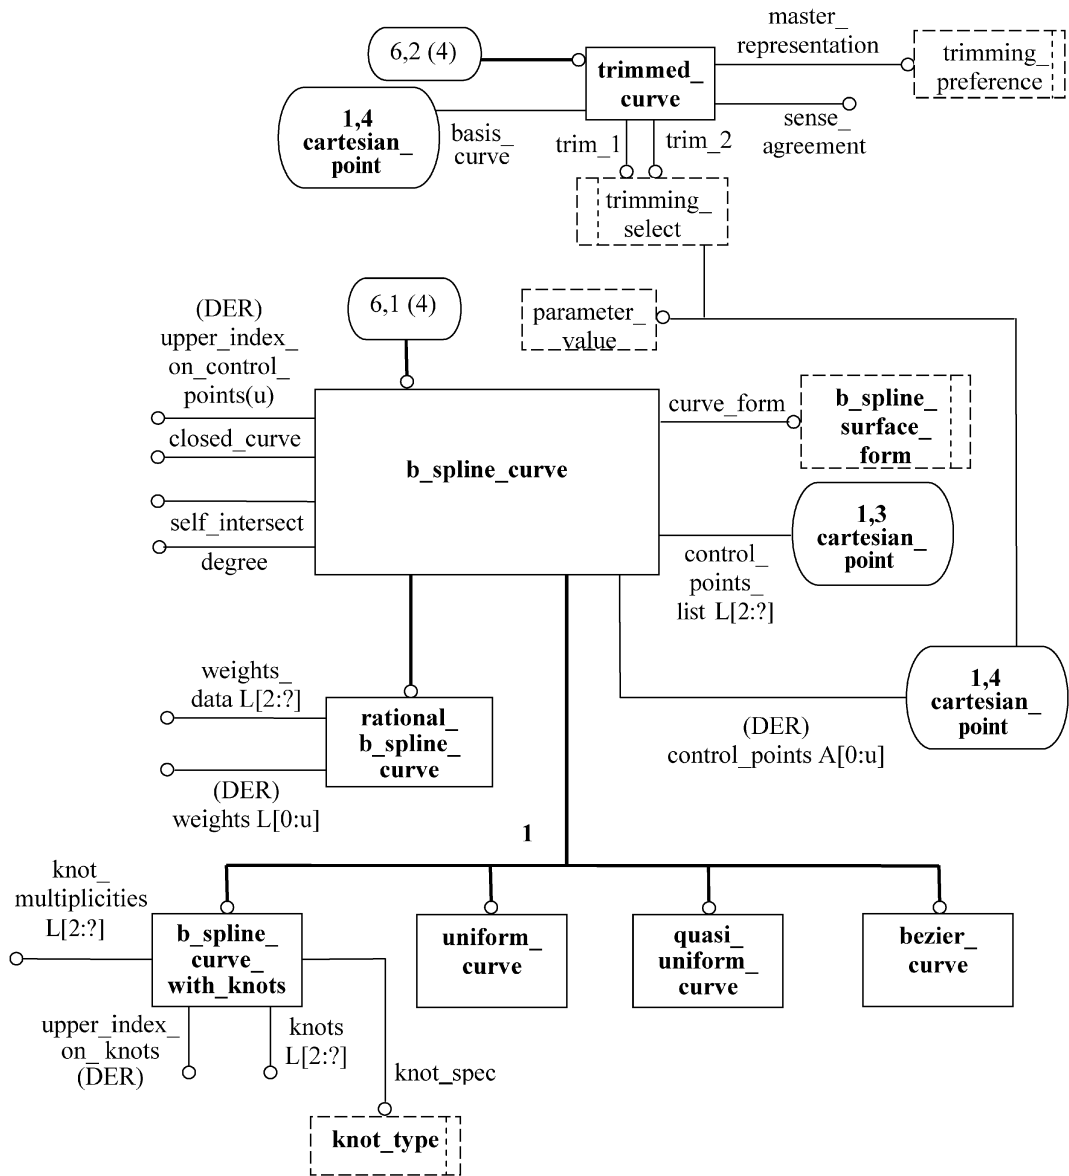 master_
representation
6,2 (4)
trimmed_
curve
trimming_
preference
1,4
cartesian_
point
basis_
curve
trim_1
trim_2
sense_
agreement
trimming_
select
6,1 (4)
(DER)
upper_index_
on_control_
points(u)
parameter_
value
closed_curve
self_intersect
degree
b_spline_curve
curve_form
b_spline_
surface_
form
1,3
cartesian_
point
control_
points_
list L[2:?]
weights_
data L[2:?]
rational_
b_spline_
curve
(DER)
weights L[0:u]
1,4
cartesian_
point
(DER)
control_points A[0:u]
1
knot_
multiplicities
L[2:?]
b_spline_
curve_
with_knots
uniform_
curve
quasi_
uniform_
curve
bezier_
curve
upper_index_
on_ knots
(DER)
knots
L[2:?]
knot_spec
knot_type